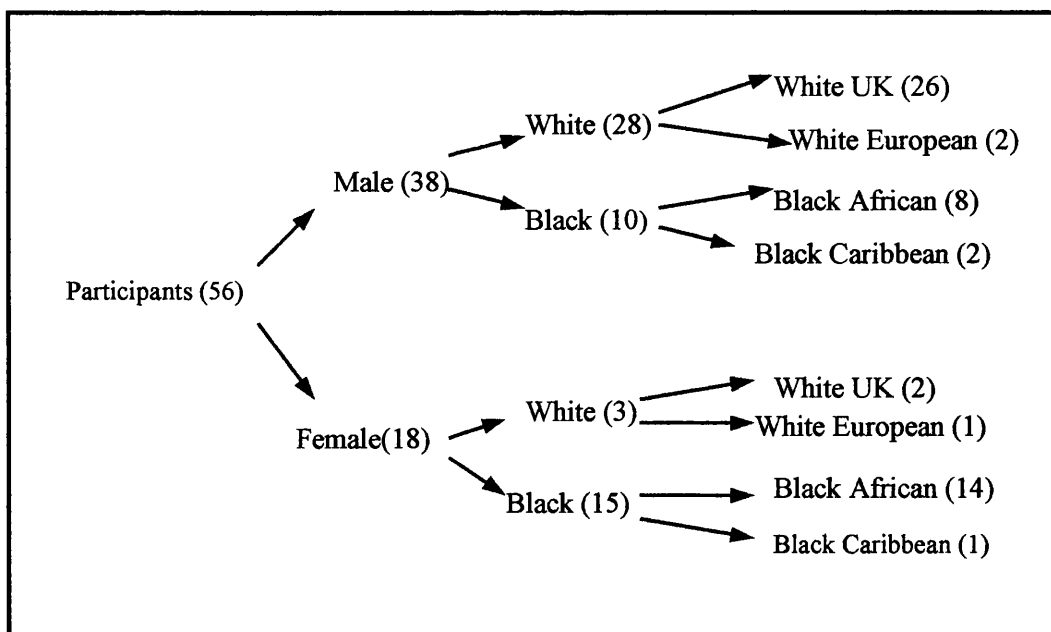 White UK (26)
White (28)
White European (2)
Male (38)
Black African (8)
Black (10)
Black Caribbean (2)
Participants (56)
White UK (2)
White (3)
White European (1)
Female(18)
Black African (14)
Black (15)
Black Caribbean (1)